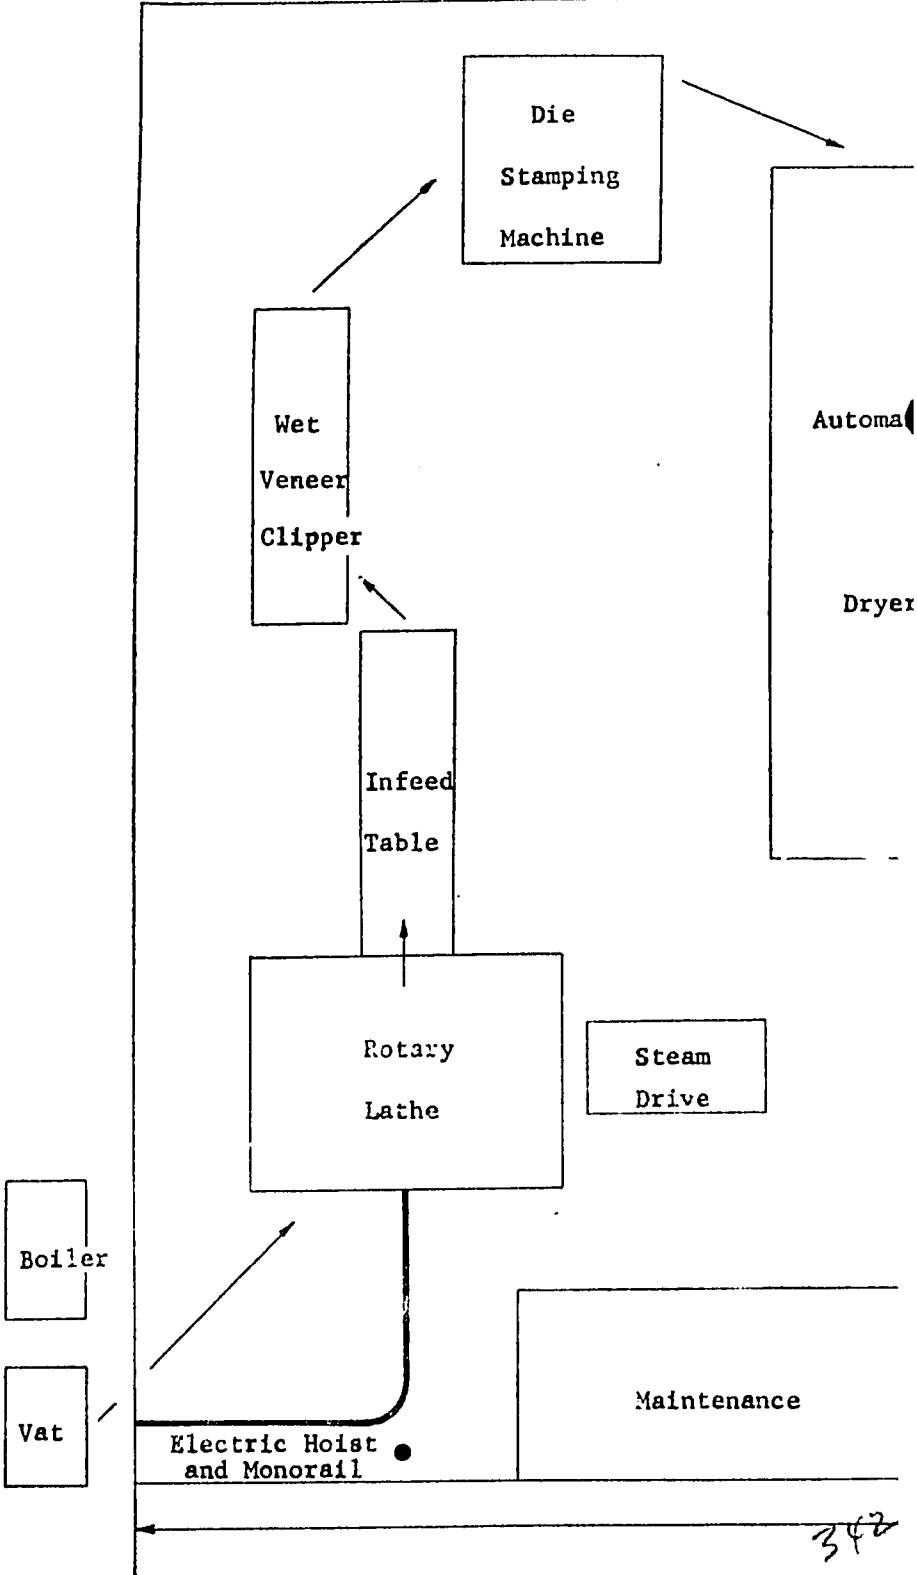 Die
Stamping
Machine
Wet
Veneer
Clipper
Automa
Dryer
Infeed
Table
Rotary
Lathe
Steam
Drive
Boiler
Vat
Electric Hoist
and Monorail
Maintenance
342